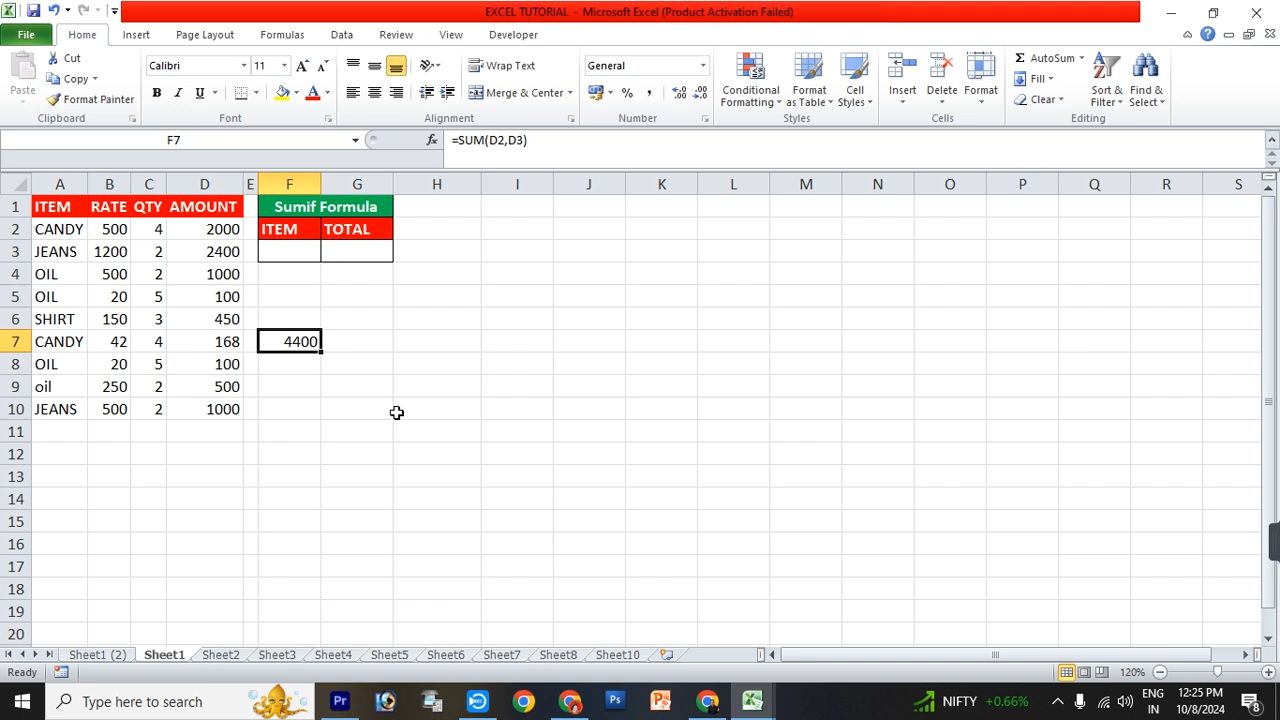 EXCEL TUTORIAL - Microsoft Excel (Product Activation Failed)
File Home Insert Page Layout Formulas Data Review View Developer
Paste Cut Copy Format Painter Clipboard
Calibri 11 B I U A Font
Wrap Text Merge & Center Alignment
General % , Number
Conditional Formatting Format as Table Cell Styles Styles
Insert Delete Format Cells
Σ AutoSum Fill Clear Sort & Filter Find & Select Editing
F7 fx =SUM(D2,D3)
A B C D E F G H I J K L M N O P Q R S
1 ITEM RATE QTY AMOUNT Sumif Formula
2 CANDY 500 4 2000 ITEM TOTAL
3 JEANS 1200 2 2400
4 OIL 500 2 1000
5 OIL 20 5 100
6 SHIRT 150 3 450
7 CANDY 42 4 168 4400
8 OIL 20 5 100
9 oil 250 2 500
10 JEANS 500 2 1000
11
12
13
14
15
16
17
18
19
20
Sheet1 (2) Sheet1 Sheet2 Sheet3 Sheet4 Sheet5 Sheet6 Sheet7 Sheet8 Sheet10
Ready 120%
Type here to search Pr Ps NIFTY +0.66% ENG IN 12:25 PM 10/8/2024 8